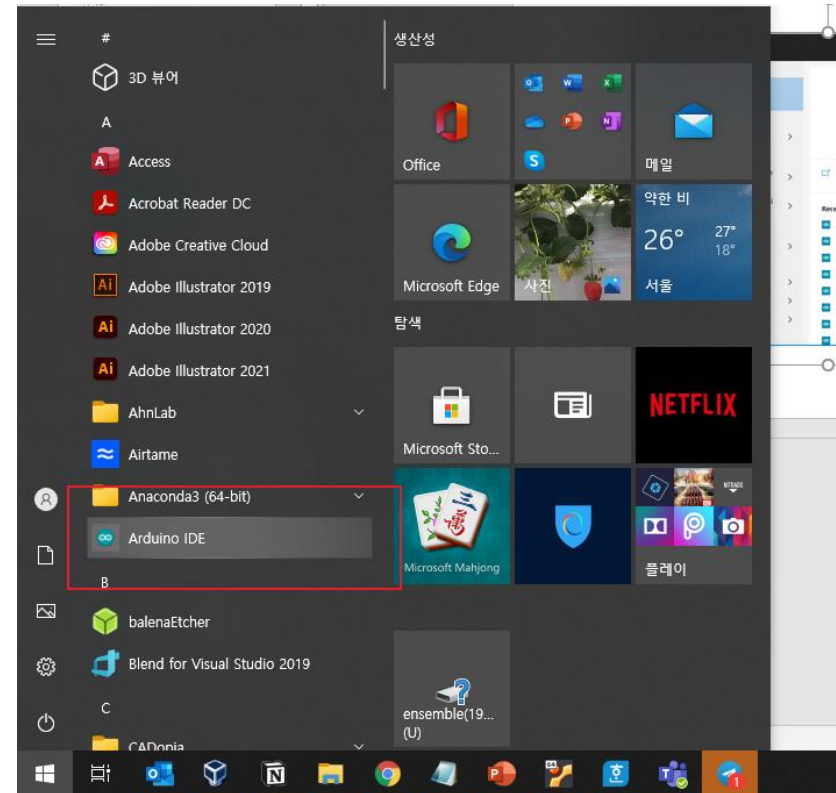 #
3D 뷰어
A
Access
Acrobat Reader DC
Adobe Creative Cloud
Adobe Illustrator 2019
Adobe Illustrator 2020
Adobe Illustrator 2021
AhnLab
Airtame
Anaconda3 (64-bit)
Arduino IDE
B
balenaEtcher
Blend for Visual Studio 2019
C
CADopia
생산성
Office
메일
Microsoft Edge
사진
약한 비
26° 27°
18°
서울
탐색
Microsoft Sto...
NETFLIX
Microsoft Mahjong
플레이
ensemble(19...
(U)
Rece